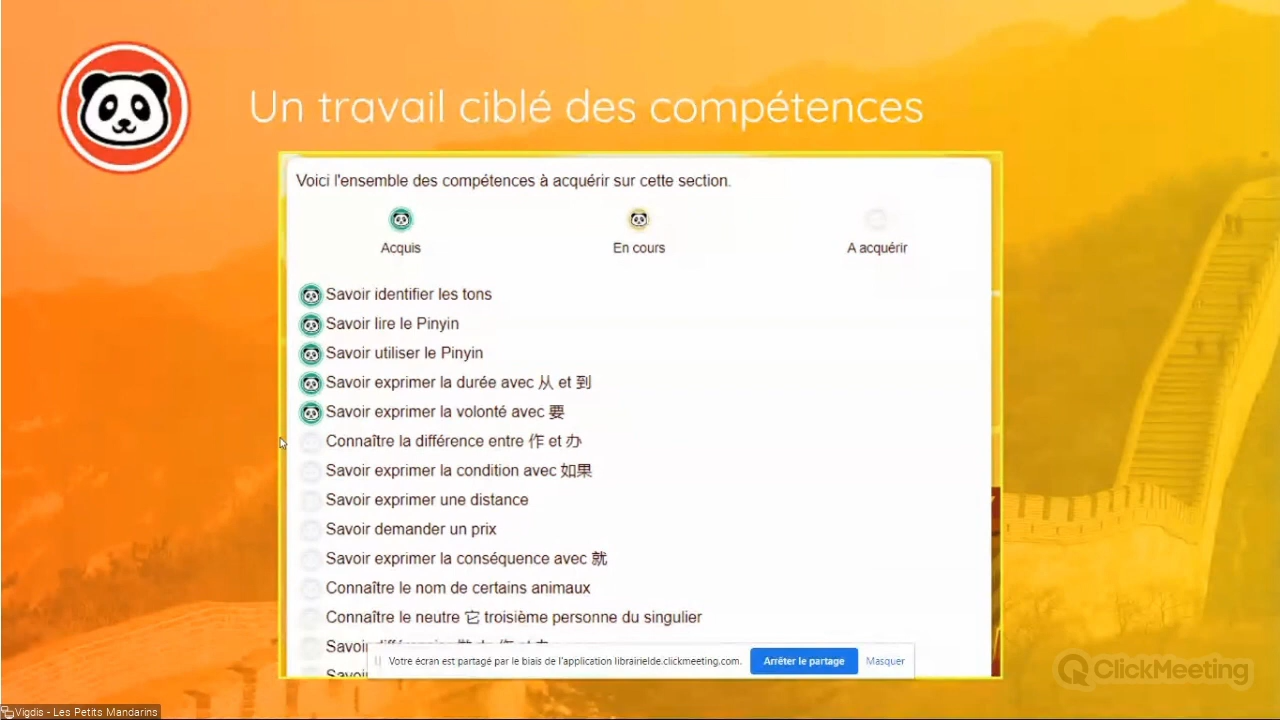 Un travail ciblé des compétences
Voici l'ensemble des compétences à acquérir sur cette section.
Acquis
En cours
A acquérir
Savoir identifier les tons
Savoir lire le Pinyin
Savoir utiliser le Pinyin
Savoir exprimer la durée avec 从 et 到
Savoir exprimer la volonté avec 要
Connaître la différence entre 作 et 办
Savoir exprimer la condition avec 如果
Savoir exprimer une distance
Savoir demander un prix
Savoir exprimer la conséquence avec 就
Connaître le nom de certains animaux
Connaître le neutre 它 troisième personne du singulier
Savoir
Votre écran est partagé par le biais de l'application librairielde.clickmeeting.com.
Arrêter le partage
Masquer
ClickMeeting
Vigdis - Les Petits Mandarins